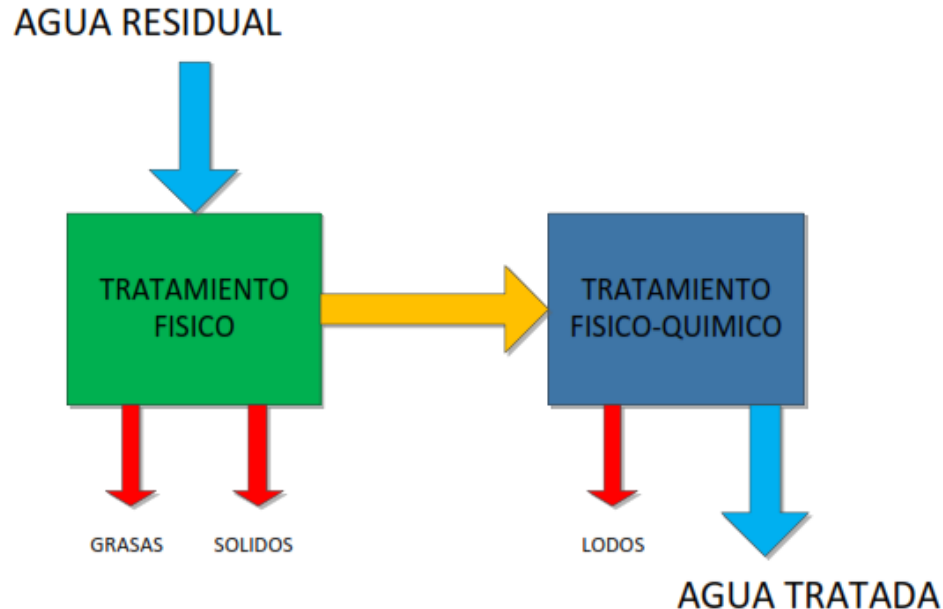 AGUA RESIDUAL
TRATAMIENTO
FISICO
TRATAMIENTO
FISICO-QUIMICO
GRASAS
SOLIDOS
LODOS
AGUA TRATADA